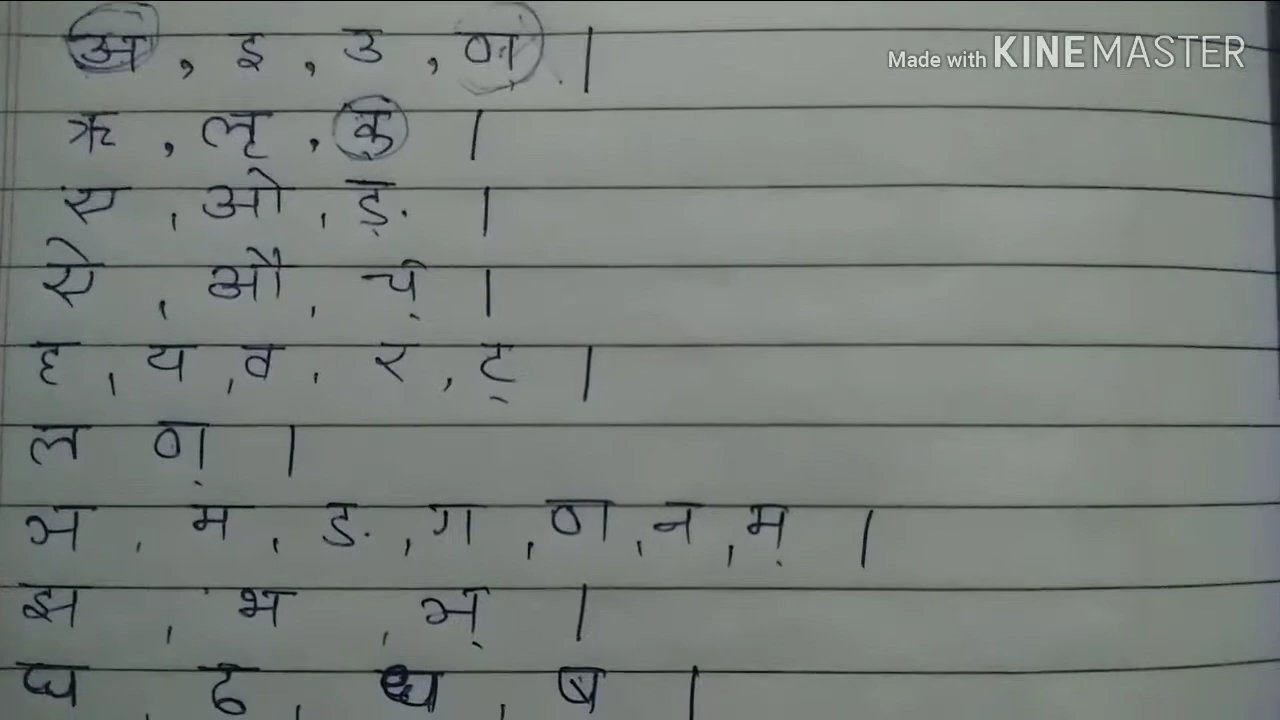 अ, इ, उ, ण् |
Made with KINEMASTER
ऋ, लृ, क् |
ए, ओ, ङ् |
ऐ, औ, च् |
ह, य, व, र, ट् |
ल ण् |
ञ, म, ङ, ग, ण, न, म् |
झ, भ, ञ् |
घ, ढ, ध, ष |